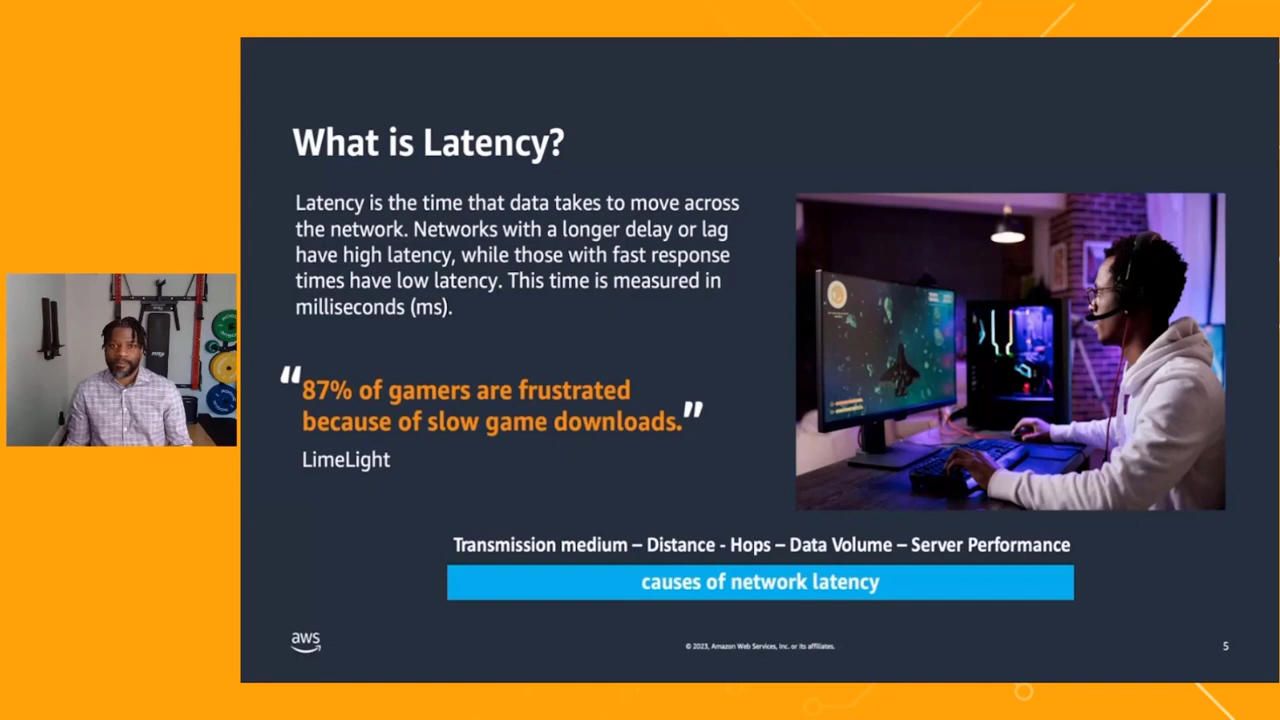 What is Latency?
Latency is the time that data takes to move across
the network. Networks with a longer delay or lag
have high latency, while those with fast response
times have low latency. This time is measured in
milliseconds (ms).
“87% of gamers are frustrated
because of slow game downloads.”
LimeLight
Transmission medium – Distance - Hops – Data Volume – Server Performance
causes of network latency
aws
© 2023, Amazon Web Services, Inc. or its affiliates.
5